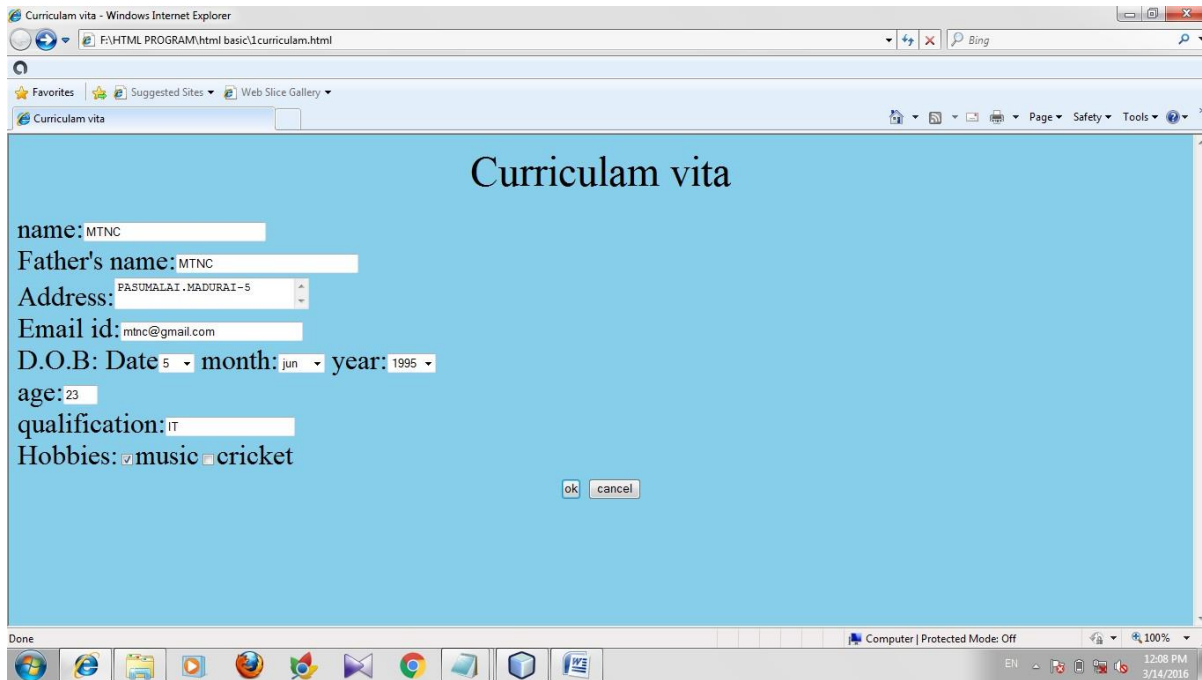 Curriculam vita - Windows Internet Explorer
F:\HTML PROGRAM\html basic\1curriculam.html
Bing
Favorites Suggested Sites Web Slice Gallery
Curriculam vita Page Safety Tools
Curriculam vita
name: MTNC
Father's name: MTNC
Address: PASUMALAI.MADURAI-5
Email id: mtnc@gmail.com
D.O.B: Date 5 month: jun year: 1995
age: 23
qualification: IT
Hobbies: music cricket
ok cancel
Done Computer | Protected Mode: Off 100%
EN 12:08 PM
3/14/2016